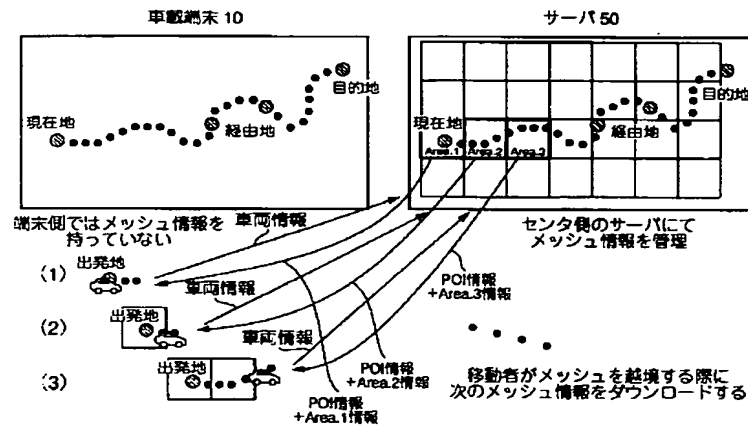 車載端末10
サーバ50
目的地
現在地
経由地
目的地
現在地
経由地
Area.1
Area.2
Area.3
端末側ではメッシュ情報を
持っていない
車両情報
センタ側のサーバにて
メッシュ情報を管理
(1)
出発地
車両情報
POI情報
+Area.3情報
(2)
出発地
車両情報
POI情報
+Area.2情報
(3)
出発地
POI情報
+Area.1情報
移動者がメッシュを越境する際に
次のメッシュ情報をダウンロードする